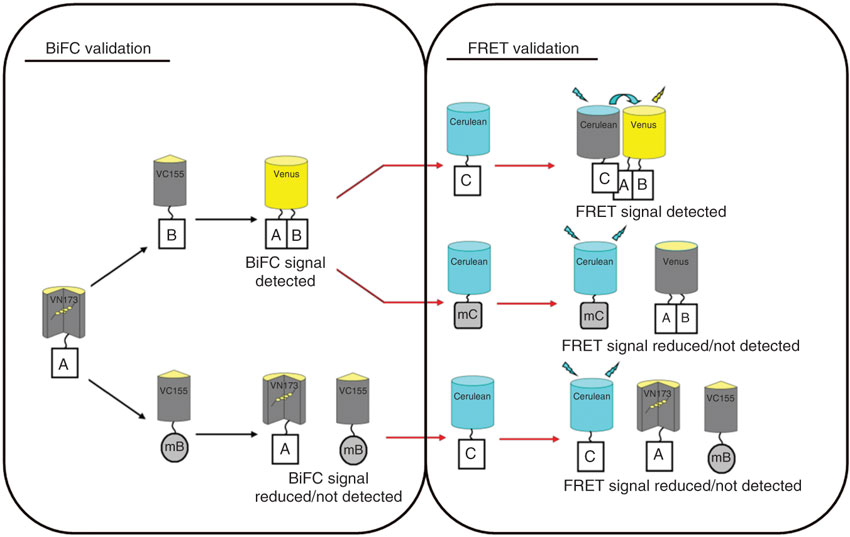 BiFC validation
FRET validation
VC155
B
Venus
A B
BiFC signal
detected
VN173
A
VC155
mB
VN173
A
VC155
mB
BiFC signal
reduced/not detected
Cerulean
C
Cerulean
Venus
C A B
FRET signal detected
Cerulean
mC
Cerulean
mC
Venus
A B
FRET signal reduced/not detected
Cerulean
C
Cerulean
C
VN173
A
VC155
mB
FRET signal reduced/not detected